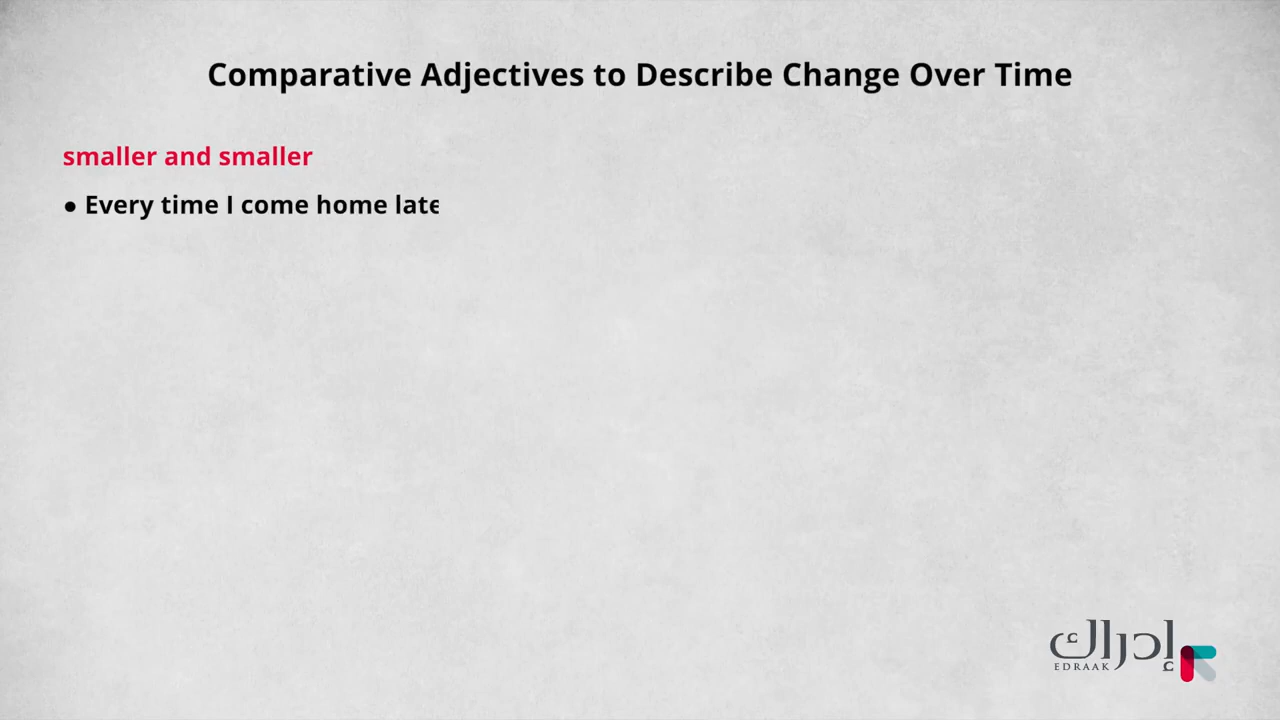 Comparative Adjectives to Describe Change Over Time
smaller and smaller
● Every time I come home late
إدراك
EDRAAK